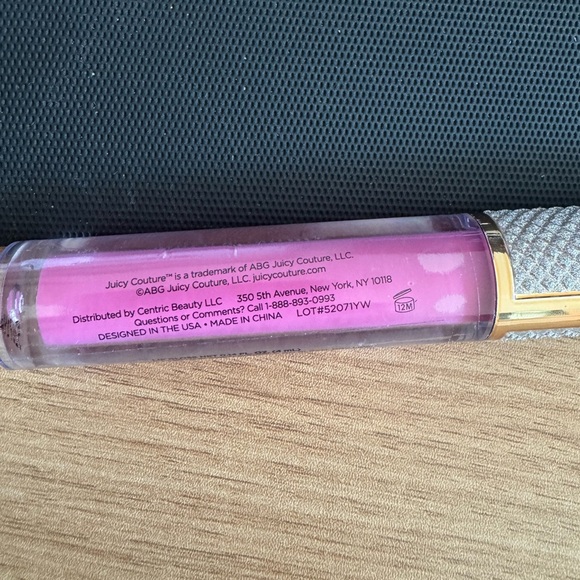 Juicy Couture™ is a trademark of ABG Juicy Couture, LLC.
©ABG Juicy Couture, LLC. juicycouture.com
Distributed by Centric Beauty LLC 350 5th Avenue, New York, NY 10118
Questions or Comments? Call 1-888-893-0993
DESIGNED IN THE USA • MADE IN CHINA LOT#52071YW
12M